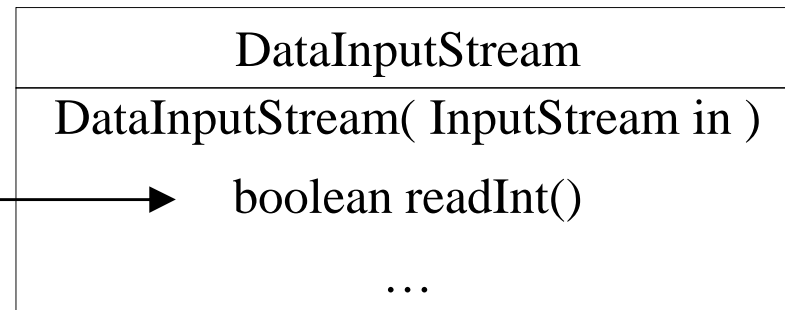 DataInputStream
DataInputStream( InputStream in )
boolean readInt()
…